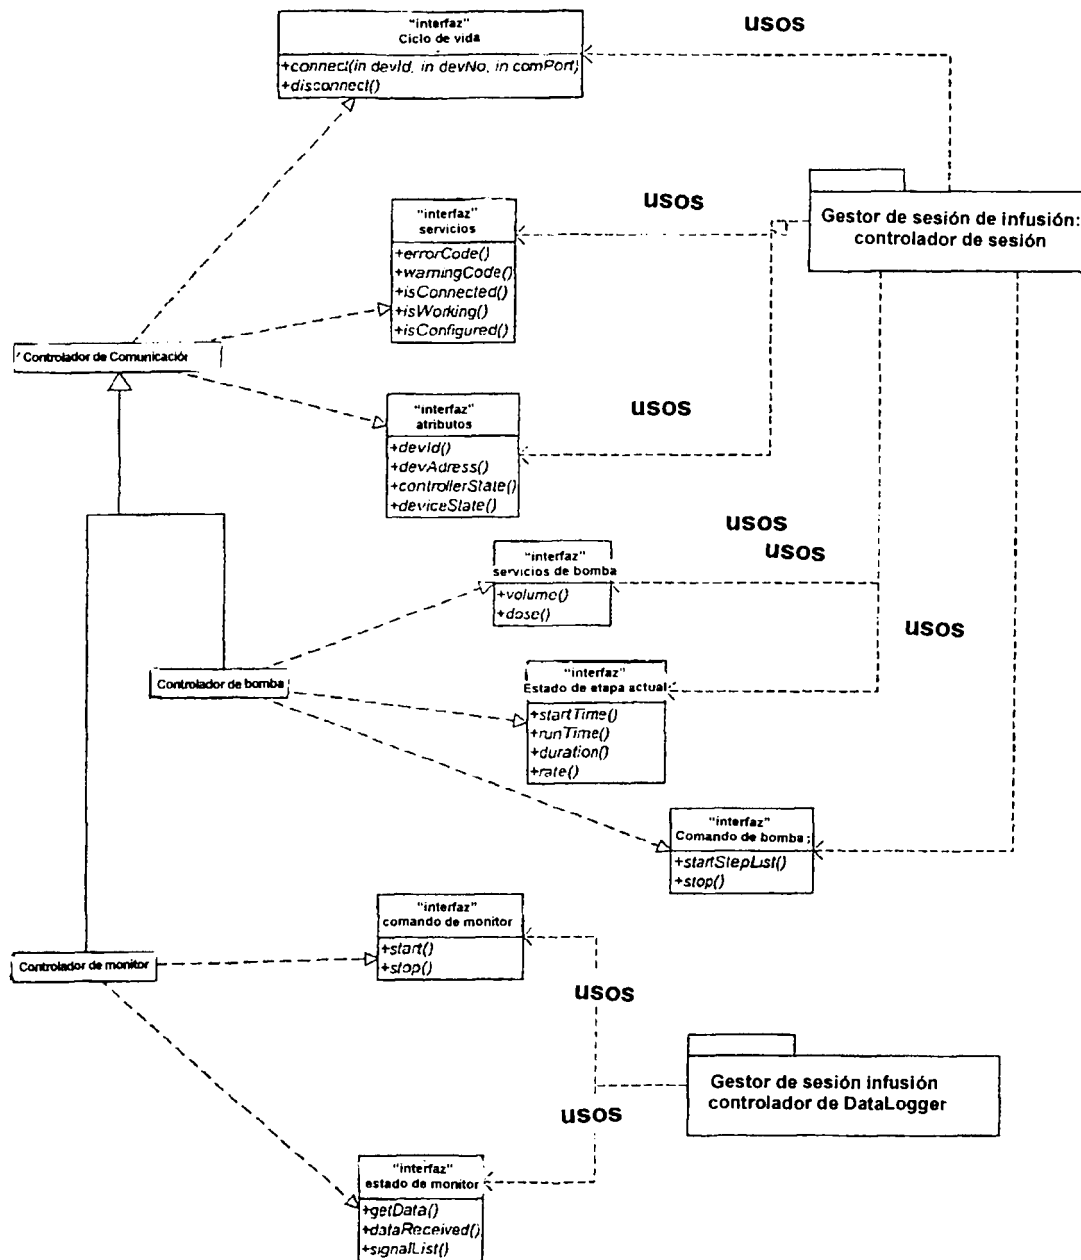 "interfaz"
Ciclo de vida
+connect(in devId, in devNo, in comPort)
+disconnect()
usos
"interfaz"
servicios
+errorCode()
+warningCode()
+isConnected()
+isWorking()
+isConfigured()
usos
Gestor de sesión de infusión:
controlador de sesión
Controlador de Comunicación
"interfaz"
atributos
+devId()
+devAdress()
+controllerState()
+deviceState()
usos
usos
usos
"interfaz"
servicios de bomba
+volume()
+dose()
usos
Controlador de bomba
"interfaz"
Estado de etapa actual
+startTime()
+runTime()
+duration()
+rate()
"interfaz"
Comando de bomba ;
+startStepList()
+stop()
"interfaz"
comando de monitor
+start()
+stop()
Controlador de monitor
usos
Gestor de sesión infusión
controlador de DataLogger
usos
"interfaz"
estado de monitor
+getData()
+dataReceived()
+signalList()